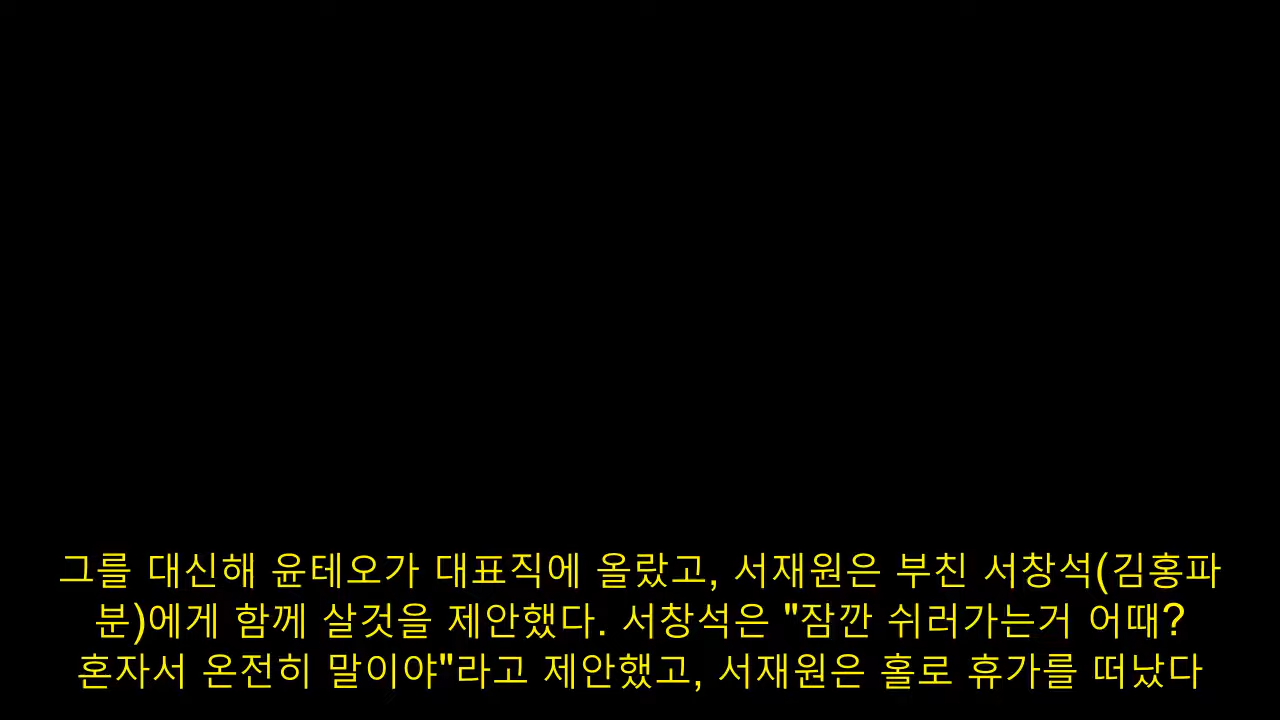 그를 대신해 윤테오가 대표직에 올랐고, 서재원은 부친 서창석(김홍파
분)에게 함께 살것을 제안했다. 서창석은 "잠깐 쉬러가는거 어때?
혼자서 온전히 말이야"라고 제안했고, 서재원은 홀로 휴가를 떠났다